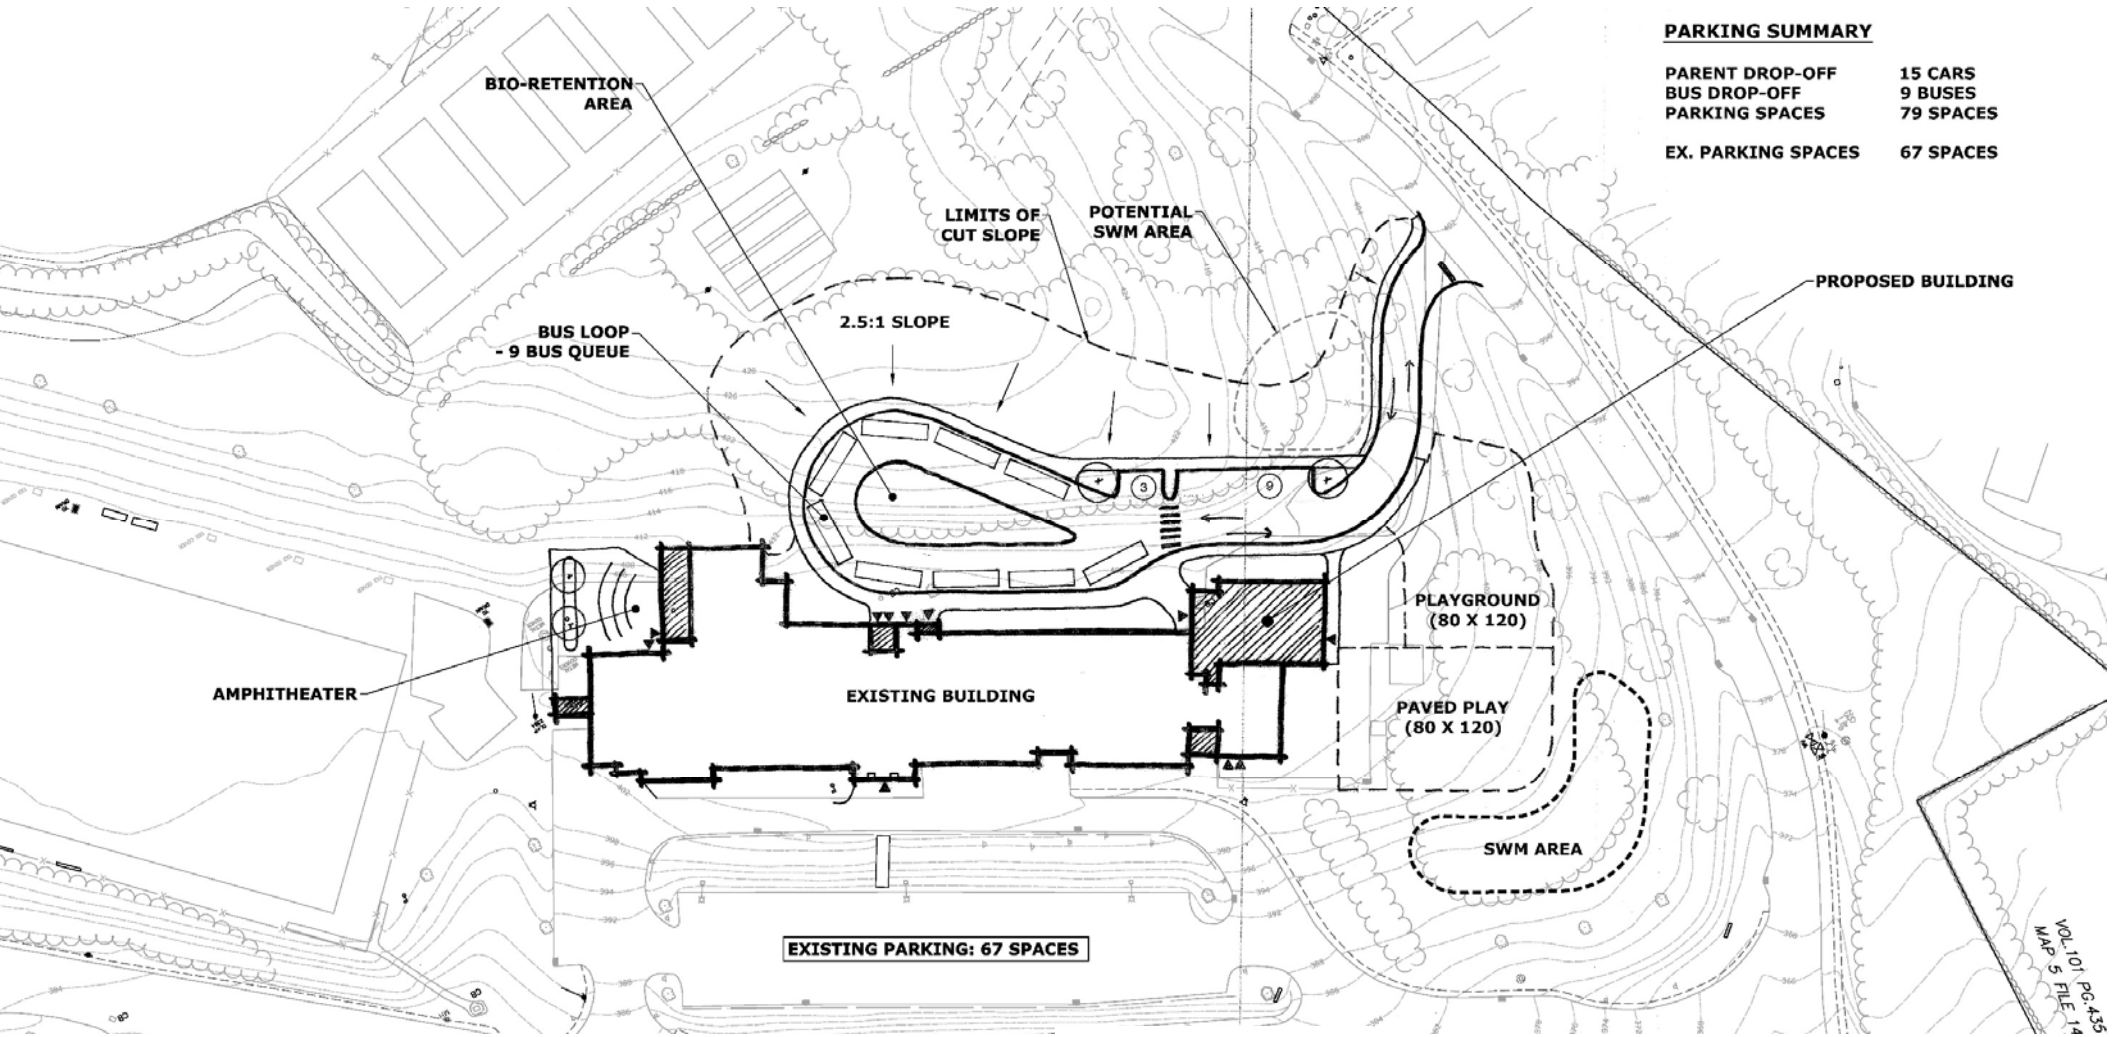 PARKING SUMMARY
PARENT DROP-OFF 15 CARS
BUS DROP-OFF 9 BUSES
PARKING SPACES 79 SPACES
EX. PARKING SPACES 67 SPACES
BIO-RETENTION
AREA
LIMITS OF
CUT SLOPE
POTENTIAL
SWM AREA
PROPOSED BUILDING
BUS LOOP
- 9 BUS QUEUE
2.5:1 SLOPE
3
9
PLAYGROUND
(80 X 120)
AMPHITHEATER
EXISTING BUILDING
PAVED PLAY
(80 X 120)
SWM AREA
EXISTING PARKING: 67 SPACES
VOL.101 PG.435
MAP 5 FILE 14
CB